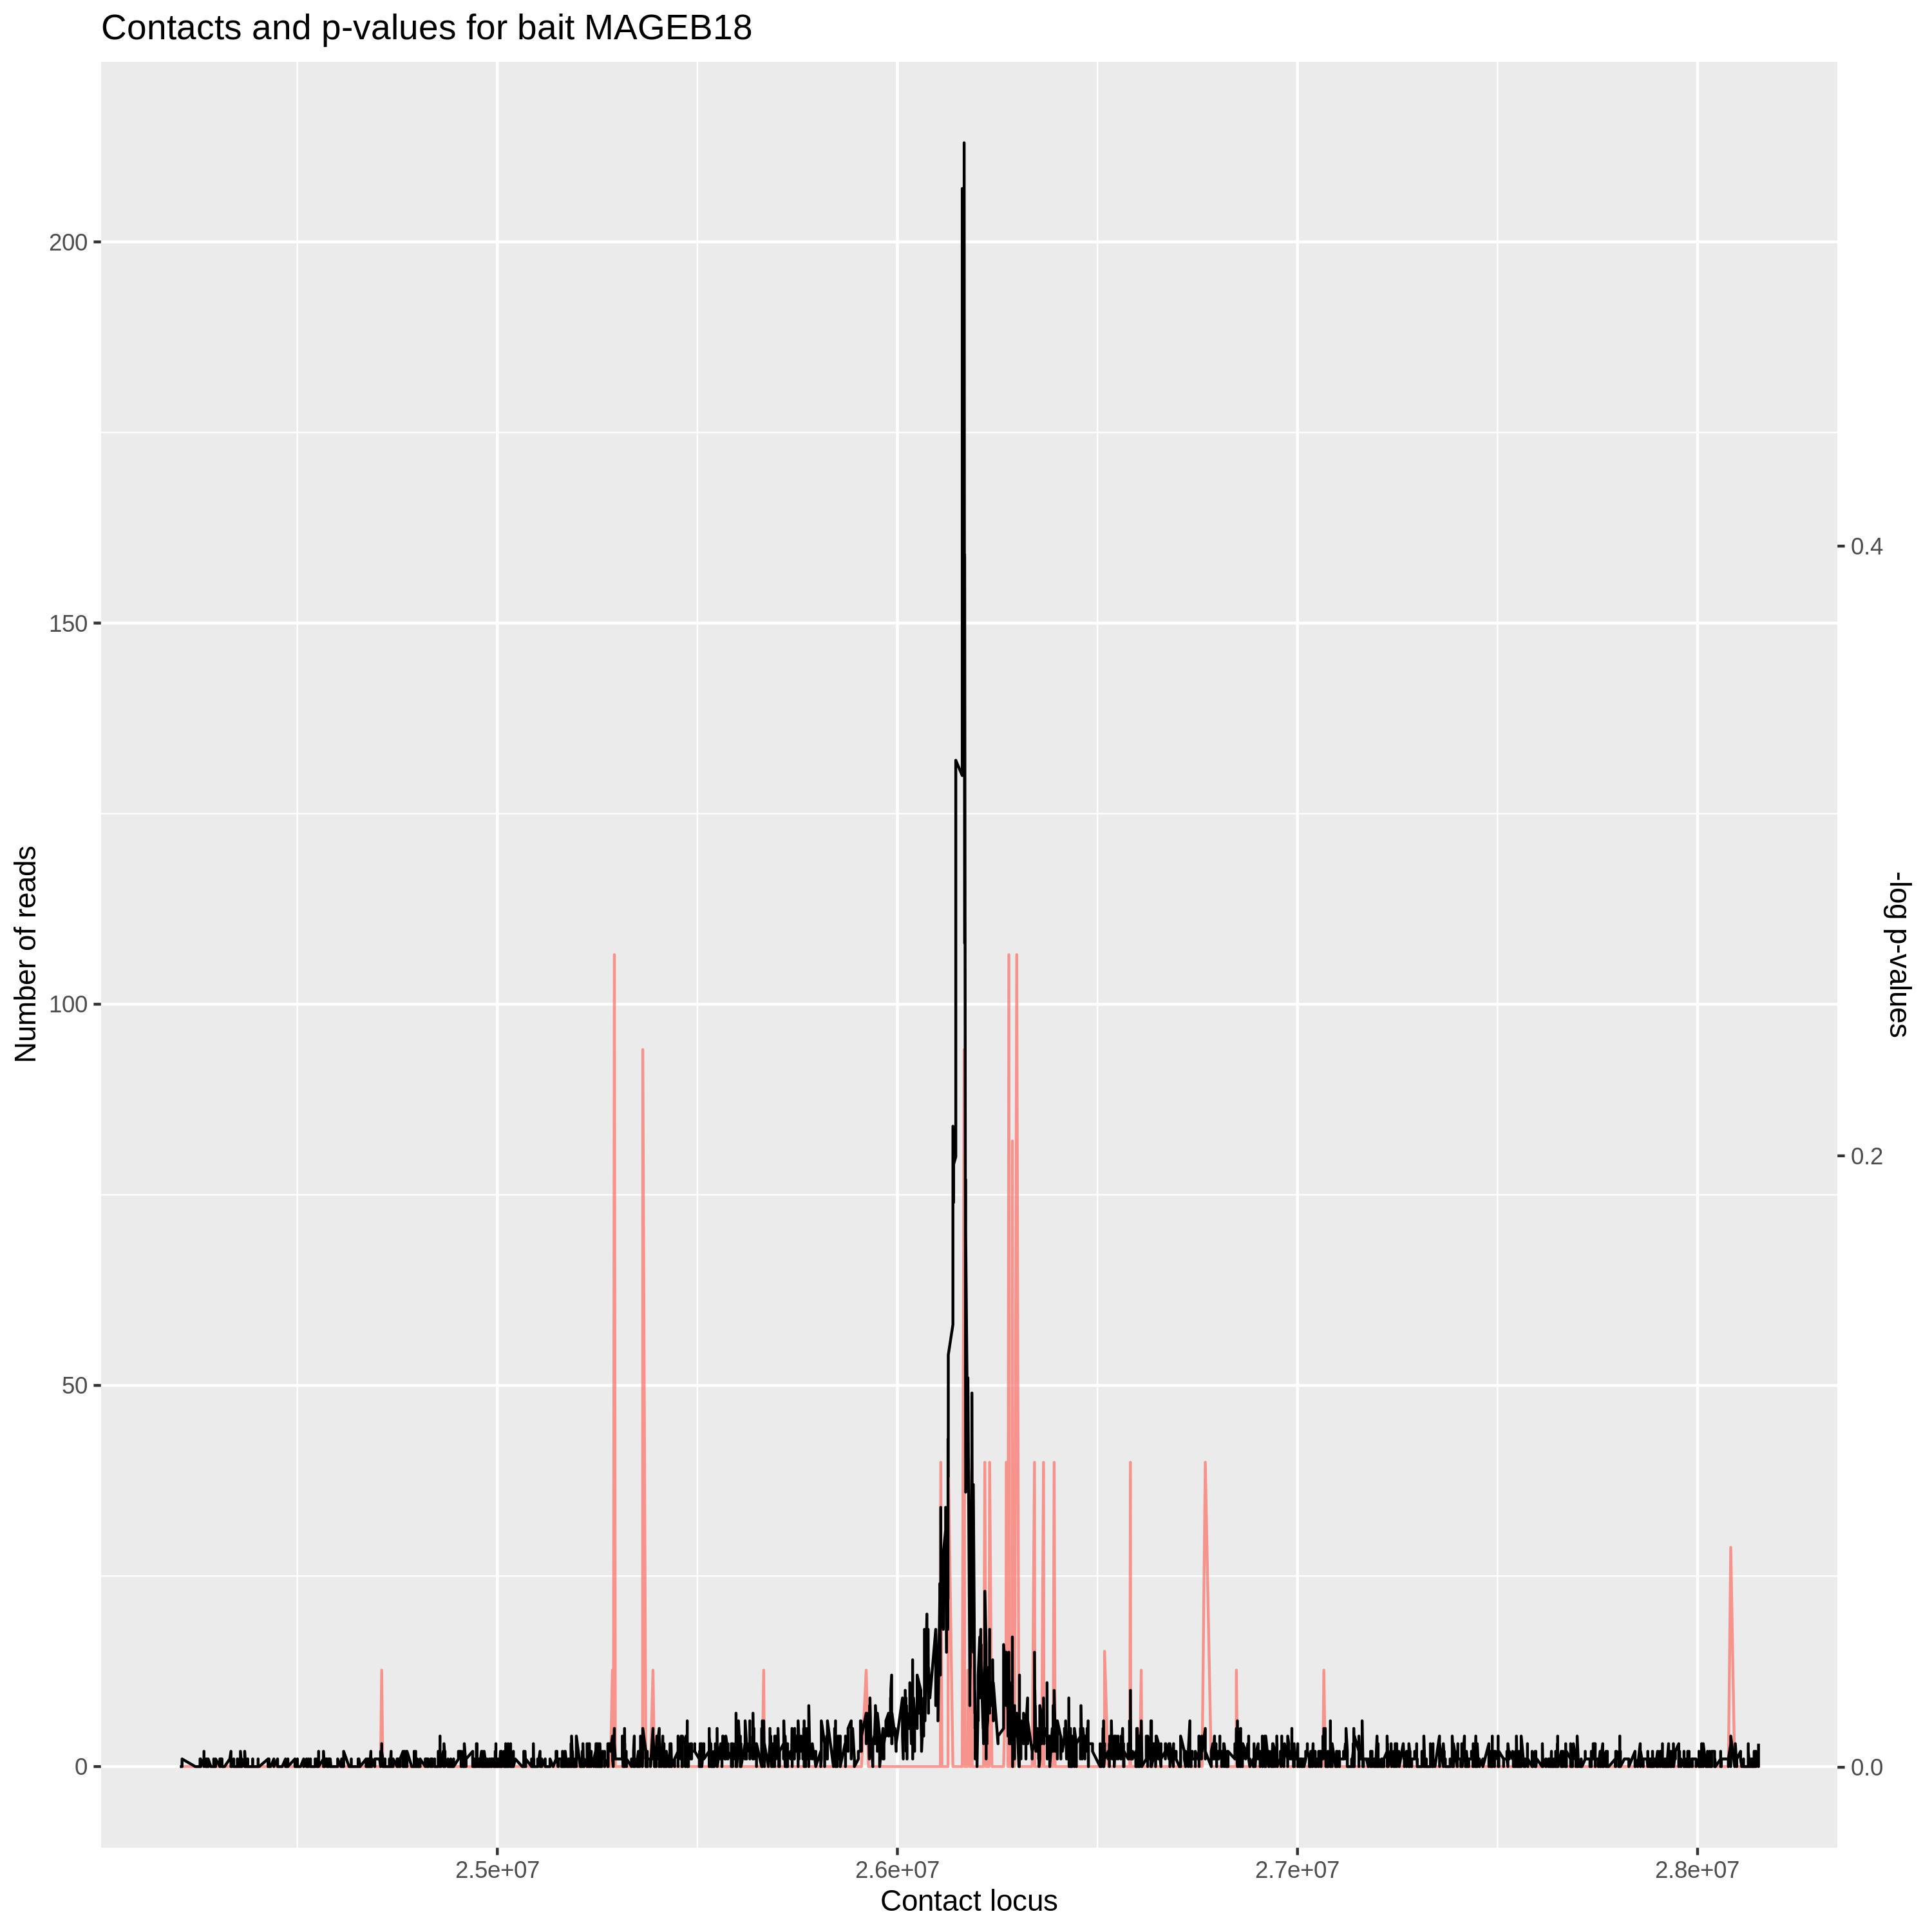 Contacts and p-values for bait MAGEB18
Number of reads
200
150
100
50
0
0.4
0.2
0.0
-log p-values
2.5e+07
2.6e+07
2.7e+07
2.8e+07
Contact locus